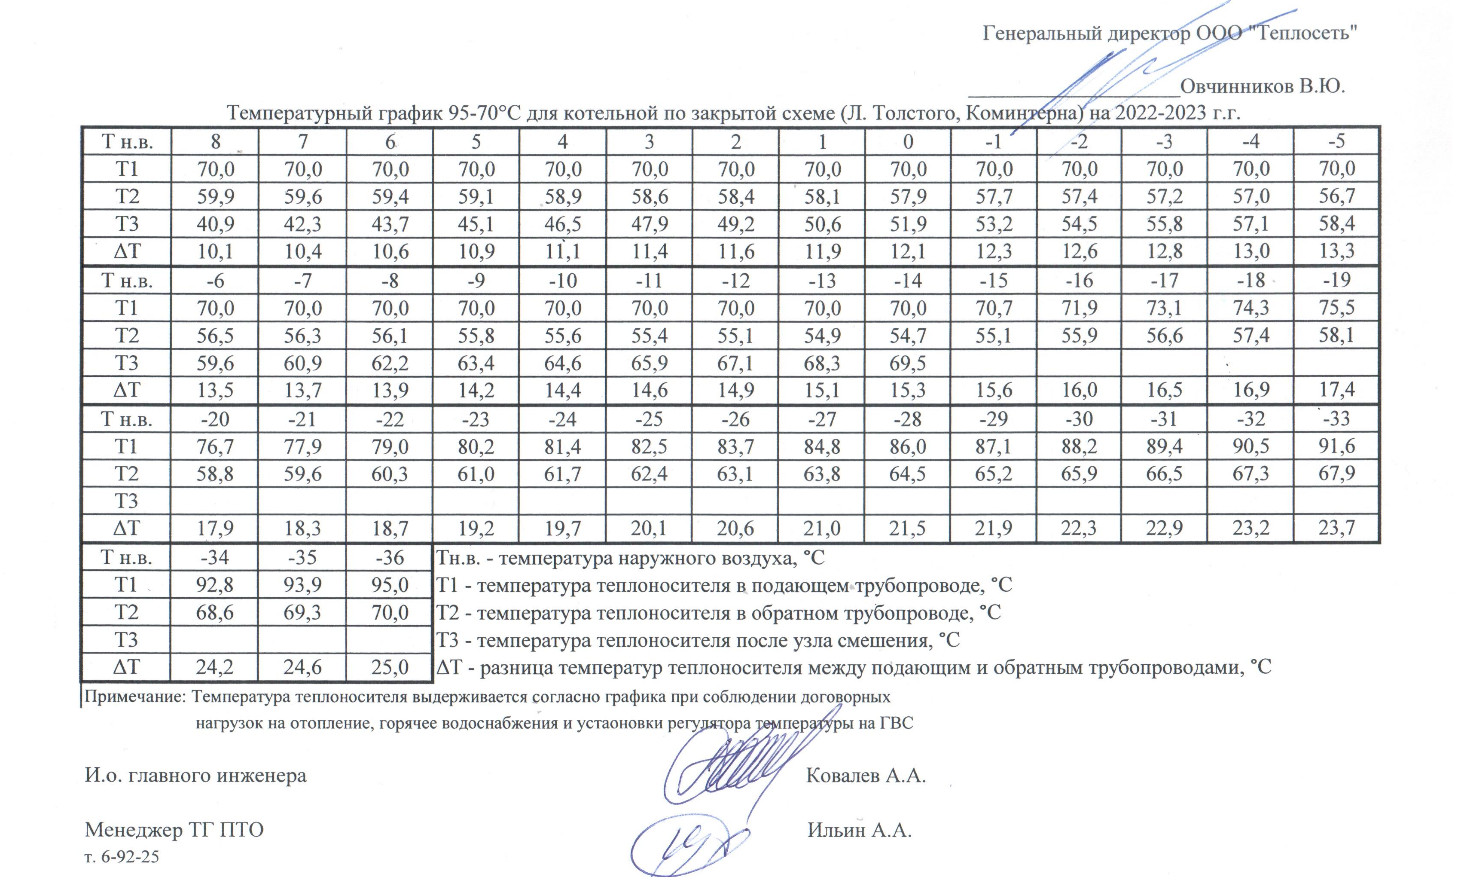 Генеральный директор ООО "Теплосеть"
Овчинников В.Ю.
Температурный график 95-70°С для котельной по закрытой схеме (Л. Толстого, Коминтерна) на 2022-2023 г.г.
Т н.в. 8 7 6 5 4 3 2 1 0 -1 -2 -3 -4 -5
Т1 70,0 70,0 70,0 70,0 70,0 70,0 70,0 70,0 70,0 70,0 70,0 70,0 70,0 70,0
Т2 59,9 59,6 59,4 59,1 58,9 58,6 58,4 58,1 57,9 57,7 57,4 57,2 57,0 56,7
Т3 40,9 42,3 43,7 45,1 46,5 47,9 49,2 50,6 51,9 53,2 54,5 55,8 57,1 58,4
ΔТ 10,1 10,4 10,6 10,9 11,1 11,4 11,6 11,9 12,1 12,3 12,6 12,8 13,0 13,3
Т н.в. -6 -7 -8 -9 -10 -11 -12 -13 -14 -15 -16 -17 -18 -19
Т1 70,0 70,0 70,0 70,0 70,0 70,0 70,0 70,0 70,0 70,7 71,9 73,1 74,3 75,5
Т2 56,5 56,3 56,1 55,8 55,6 55,4 55,1 54,9 54,7 55,1 55,9 56,6 57,4 58,1
Т3 59,6 60,9 62,2 63,4 64,6 65,9 67,1 68,3 69,5
ΔТ 13,5 13,7 13,9 14,2 14,4 14,6 14,9 15,1 15,3 15,6 16,0 16,5 16,9 17,4
Т н.в. -20 -21 -22 -23 -24 -25 -26 -27 -28 -29 -30 -31 -32 -33
Т1 76,7 77,9 79,0 80,2 81,4 82,5 83,7 84,8 86,0 87,1 88,2 89,4 90,5 91,6
Т2 58,8 59,6 60,3 61,0 61,7 62,4 63,1 63,8 64,5 65,2 65,9 66,5 67,3 67,9
Т3
ΔТ 17,9 18,3 18,7 19,2 19,7 20,1 20,6 21,0 21,5 21,9 22,3 22,9 23,2 23,7
Т н.в. -34 -35 -36 Тн.в. - температура наружного воздуха, °С
Т1 92,8 93,9 95,0 Т1 - температура теплоносителя в подающем трубопроводе, °С
Т2 68,6 69,3 70,0 Т2 - температура теплоносителя в обратном трубопроводе, °С
Т3 Т3 - температура теплоносителя после узла смешения, °С
ΔТ 24,2 24,6 25,0 ΔТ - разница температур теплоносителя между подающим и обратным трубопроводами, °С
Примечание: Температура теплоносителя выдерживается согласно графика при соблюдении договорных
нагрузок на отопление, горячее водоснабжения и устаоновки регулятора температуры на ГВС
И.о. главного инженера Ковалев А.А.
Менеджер ТГ ПТО Ильин А.А.
т. 6-92-25